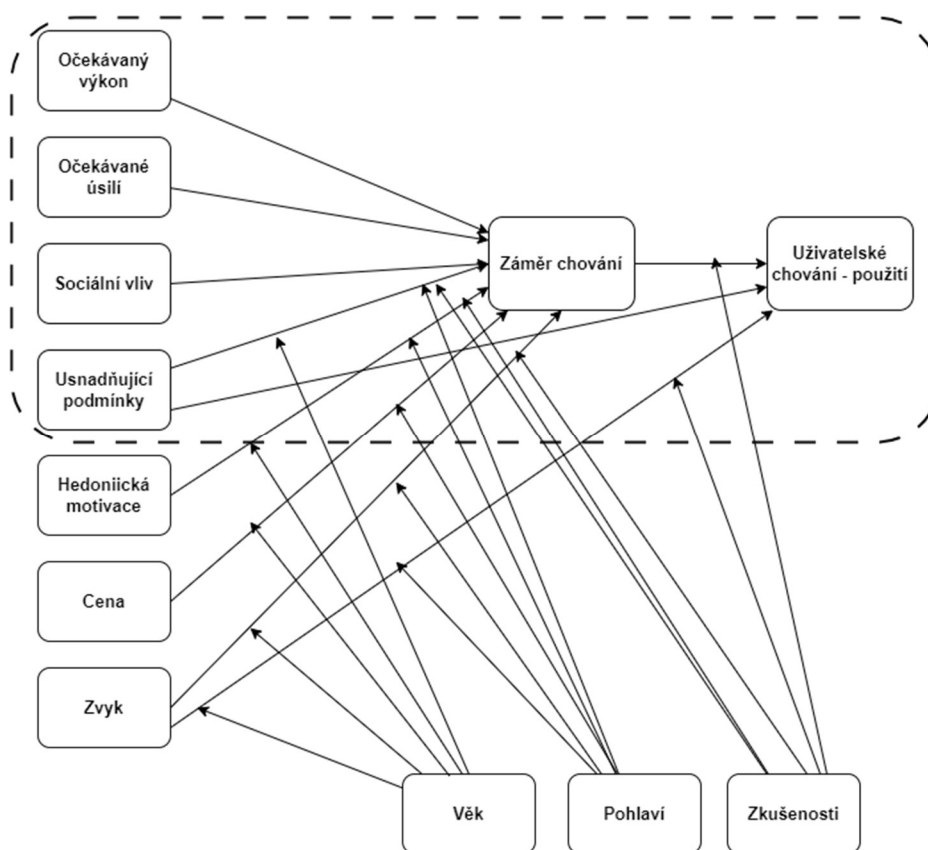 Očekávaný
výkon
Očekávané
úsilí
Sociální vliv
Usnadňující
podmínky
Hedoniická
motivace
Cena
Zvyk
Záměr chování
Uživatelské
chování - použití
Věk
Pohlaví
Zkušenosti